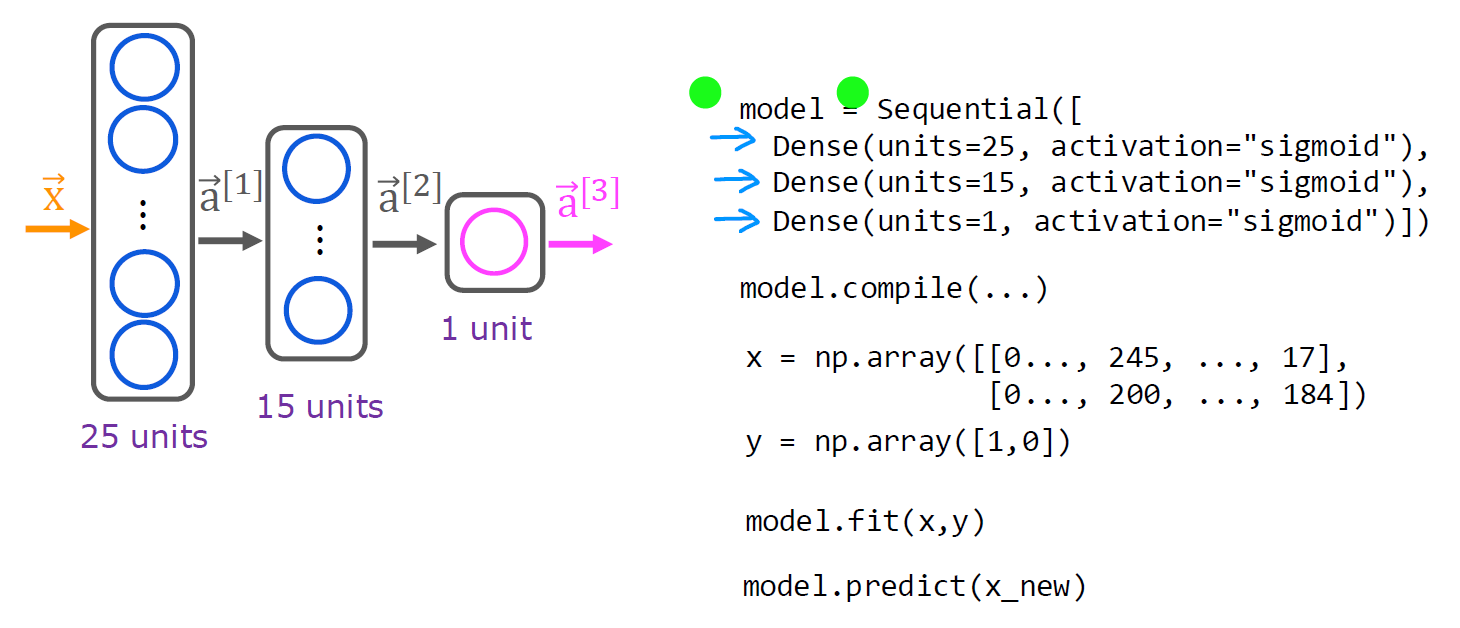 x⃗
a⃗[1]
a⃗[2]
a⃗[3]
25 units
15 units
1 unit
model = Sequential([
Dense(units=25, activation="sigmoid"),
Dense(units=15, activation="sigmoid"),
Dense(units=1, activation="sigmoid")])
model.compile(...)
x = np.array([[0..., 245, ..., 17],
[0..., 200, ..., 184])
y = np.array([1,0])
model.fit(x,y)
model.predict(x_new)